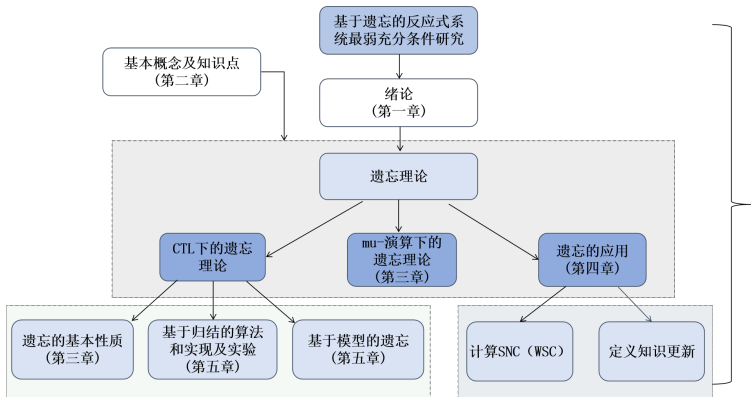 基于遗忘的反应式系
统最弱充分条件研究
基本概念及知识点
(第二章)
绪论
(第一章)
遗忘理论
CTL下的遗忘
理论
mu-演算下的
遗忘理论
(第三章)
遗忘的应用
(第四章)
遗忘的基本性质
(第三章)
基于归结的算法
和实现及实验
(第五章)
基于模型的遗忘
(第五章)
计算SNC（WSC）
定义知识更新